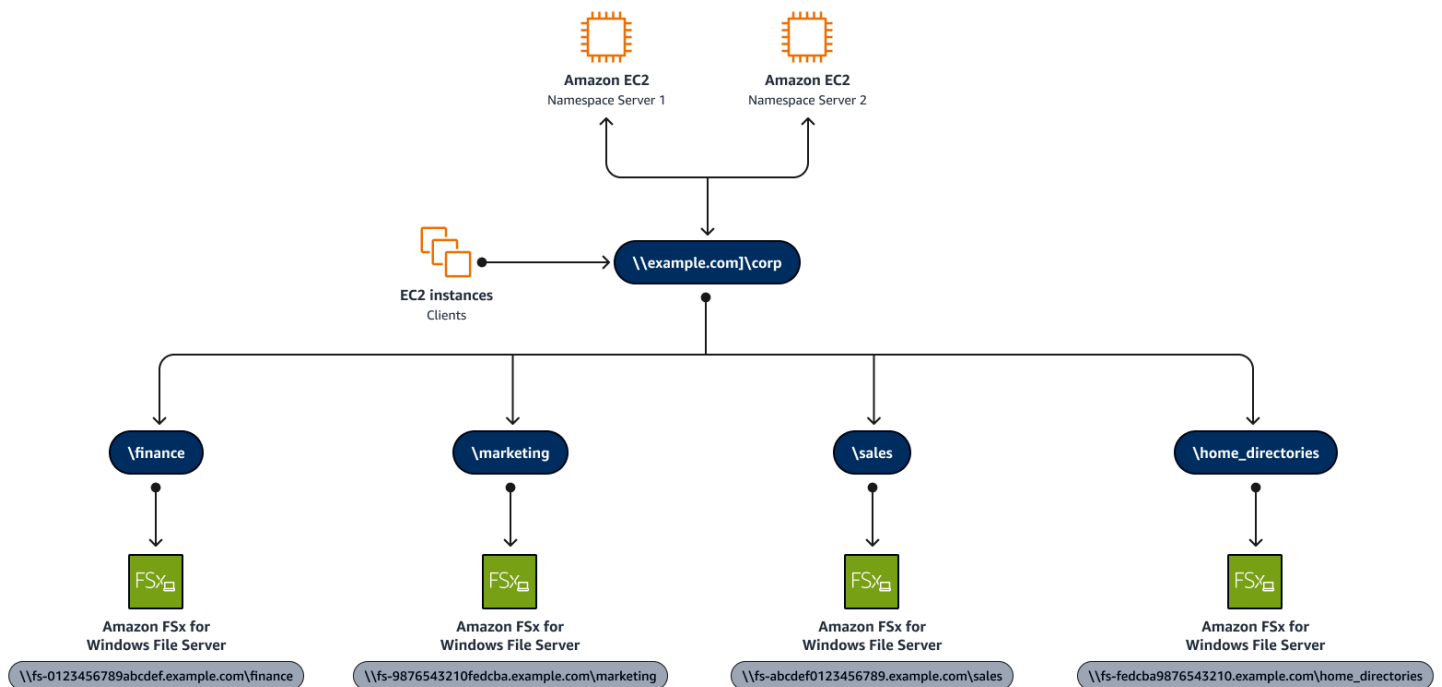 Amazon EC2
Namespace Server 1
Amazon EC2
Namespace Server 2
\\example.com]\corp
EC2 instances
Clients
\finance
\marketing
\sales
\home_directories
FSx
FSx
FSx
FSx
Amazon FSx for
Windows File Server
Amazon FSx for
Windows File Server
Amazon FSx for
Windows File Server
Amazon FSx for
Windows File Server
\\fs-0123456789abcdef.example.com\finance
\\fs-9876543210fedcba.example.com\marketing
\\fs-abcdef0123456789.example.com\sales
\\fs-fedcba9876543210.example.com\home_directories